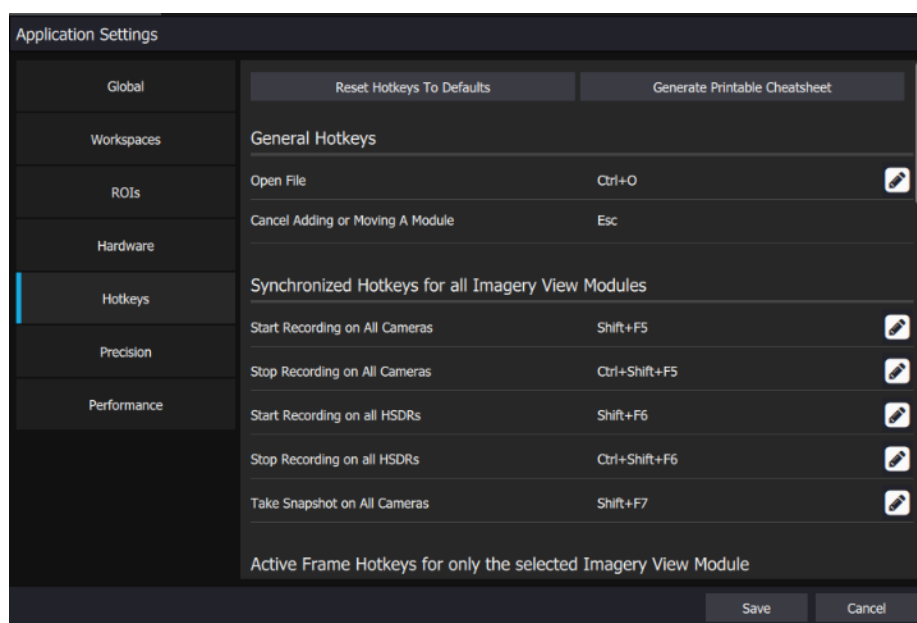 Application Settings
Global
Workspaces
ROIs
Hardware
Hotkeys
Precision
Performance
Reset Hotkeys To Defaults
Generate Printable Cheatsheet
General Hotkeys
Open File Ctrl+O
Cancel Adding or Moving A Module Esc
Synchronized Hotkeys for all Imagery View Modules
Start Recording on All Cameras Shift+F5
Stop Recording on All Cameras Ctrl+Shift+F5
Start Recording on all HSDRs Shift+F6
Stop Recording on all HSDRs Ctrl+Shift+F6
Take Snapshot on All Cameras Shift+F7
Active Frame Hotkeys for only the selected Imagery View Module
Save
Cancel